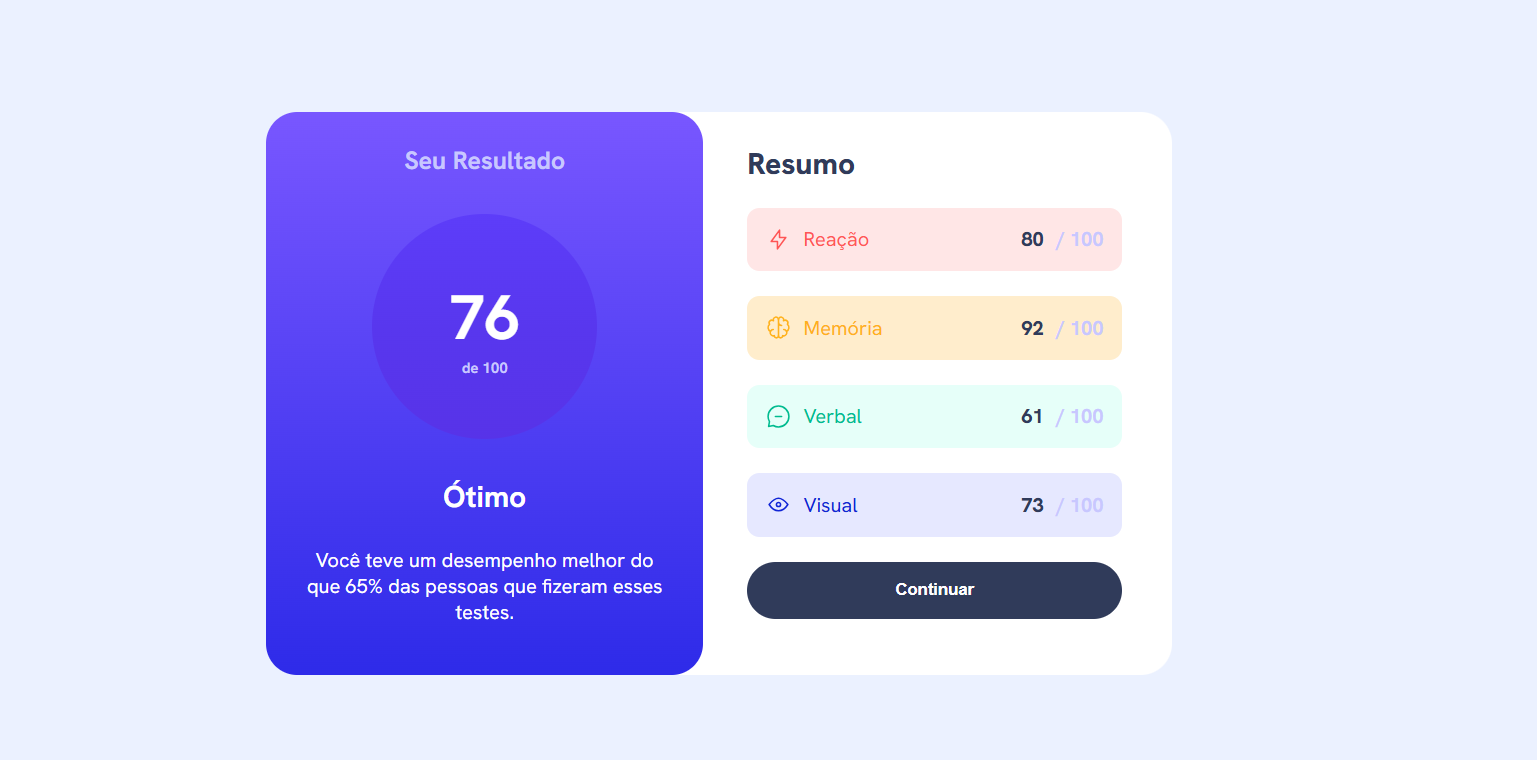 Seu Resultado
76
de 100
Ótimo
Você teve um desempenho melhor do
que 65% das pessoas que fizeram esses
testes.
Resumo
Reação 80 / 100
Memória 92 / 100
Verbal 61 / 100
Visual 73 / 100
Continuar